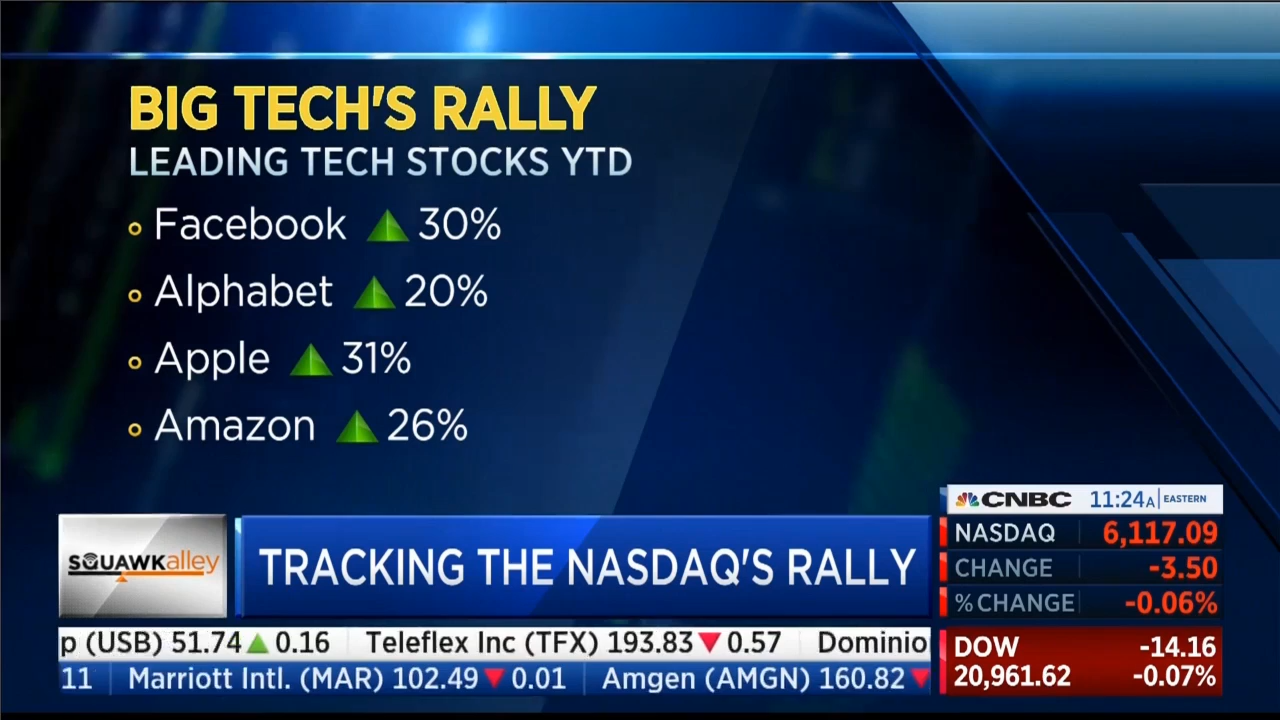 BIG TECH'S RALLY
LEADING TECH STOCKS YTD
Facebook ▲ 30%
Alphabet ▲ 20%
Apple ▲ 31%
Amazon ▲ 26%
CNBC 11:24A EASTERN
SQUAWKalley
TRACKING THE NASDAQ'S RALLY
NASDAQ 6,117.09
CHANGE -3.50
% CHANGE -0.06%
p (USB) 51.74 ▲ 0.16 Teleflex Inc (TFX) 193.83 ▼ 0.57 Dominio
11 Marriott Intl. (MAR) 102.49 ▼ 0.01 Amgen (AMGN) 160.82 ▼
DOW -14.16
20,961.62 -0.07%